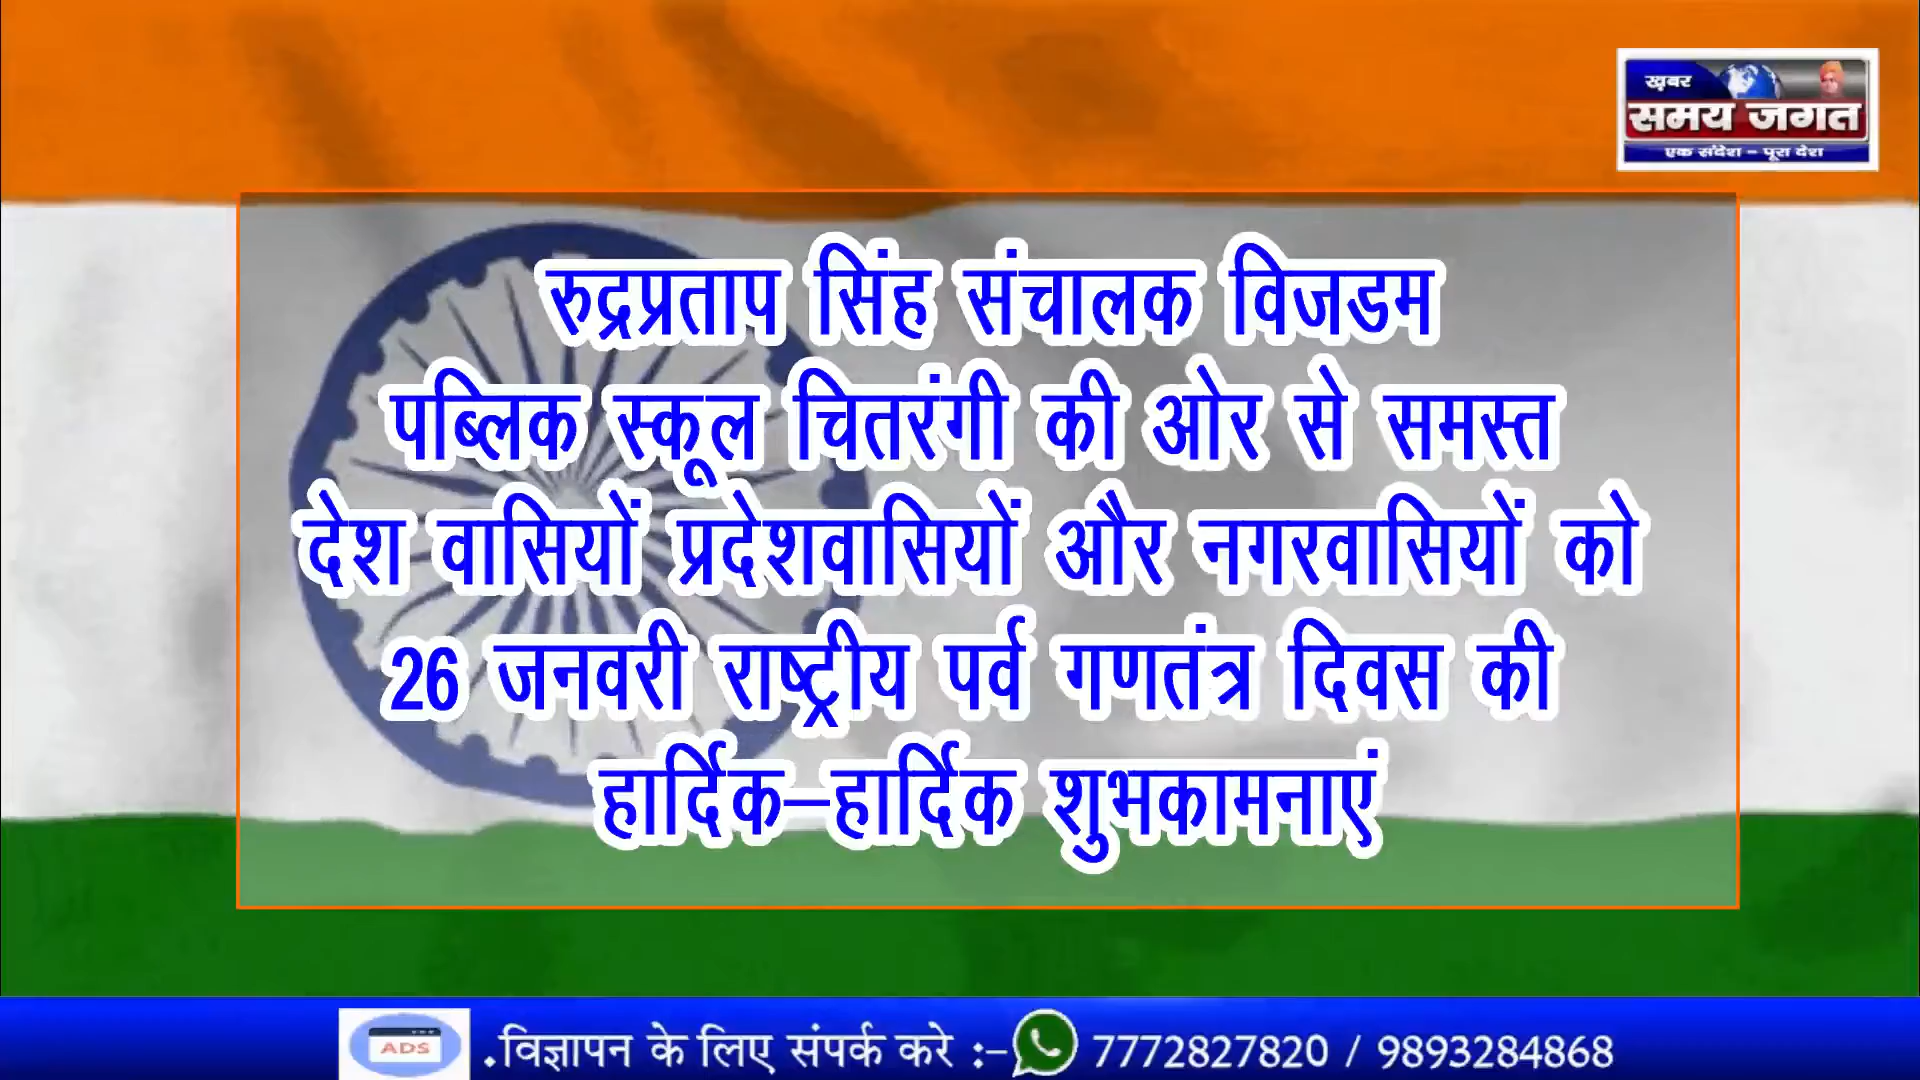 ख़बर
समय जगत
एक संदेश - पूरा देश
रुद्रप्रताप सिंह संचालक विजडम
पब्लिक स्कूल चितरंगी की ओर से समस्त
देश वासियों प्रदेशवासियों और नगरवासियों को
26 जनवरी राष्ट्रीय पर्व गणतंत्र दिवस की
हार्दिक–हार्दिक शुभकामनाएं
ADS .विज्ञापन के लिए संपर्क करे :– 7772827820 / 9893284868